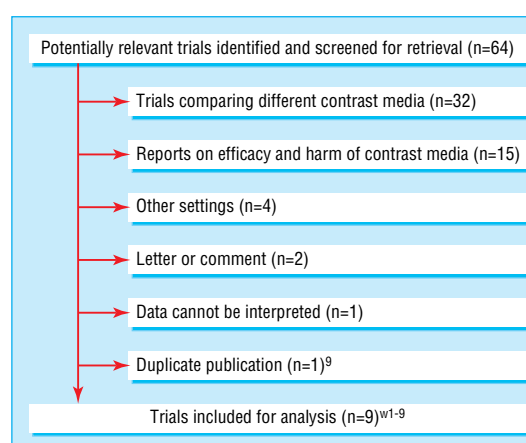 Potentially relevant trials identified and screened for retrieval (n=64)
Trials comparing different contrast media (n=32)
Reports on efficacy and harm of contrast media (n=15)
Other settings (n=4)
Letter or comment (n=2)
Data cannot be interpreted (n=1)
Duplicate publication (n=1)⁹
Trials included for analysis (n=9)ʷ¹⁻⁹